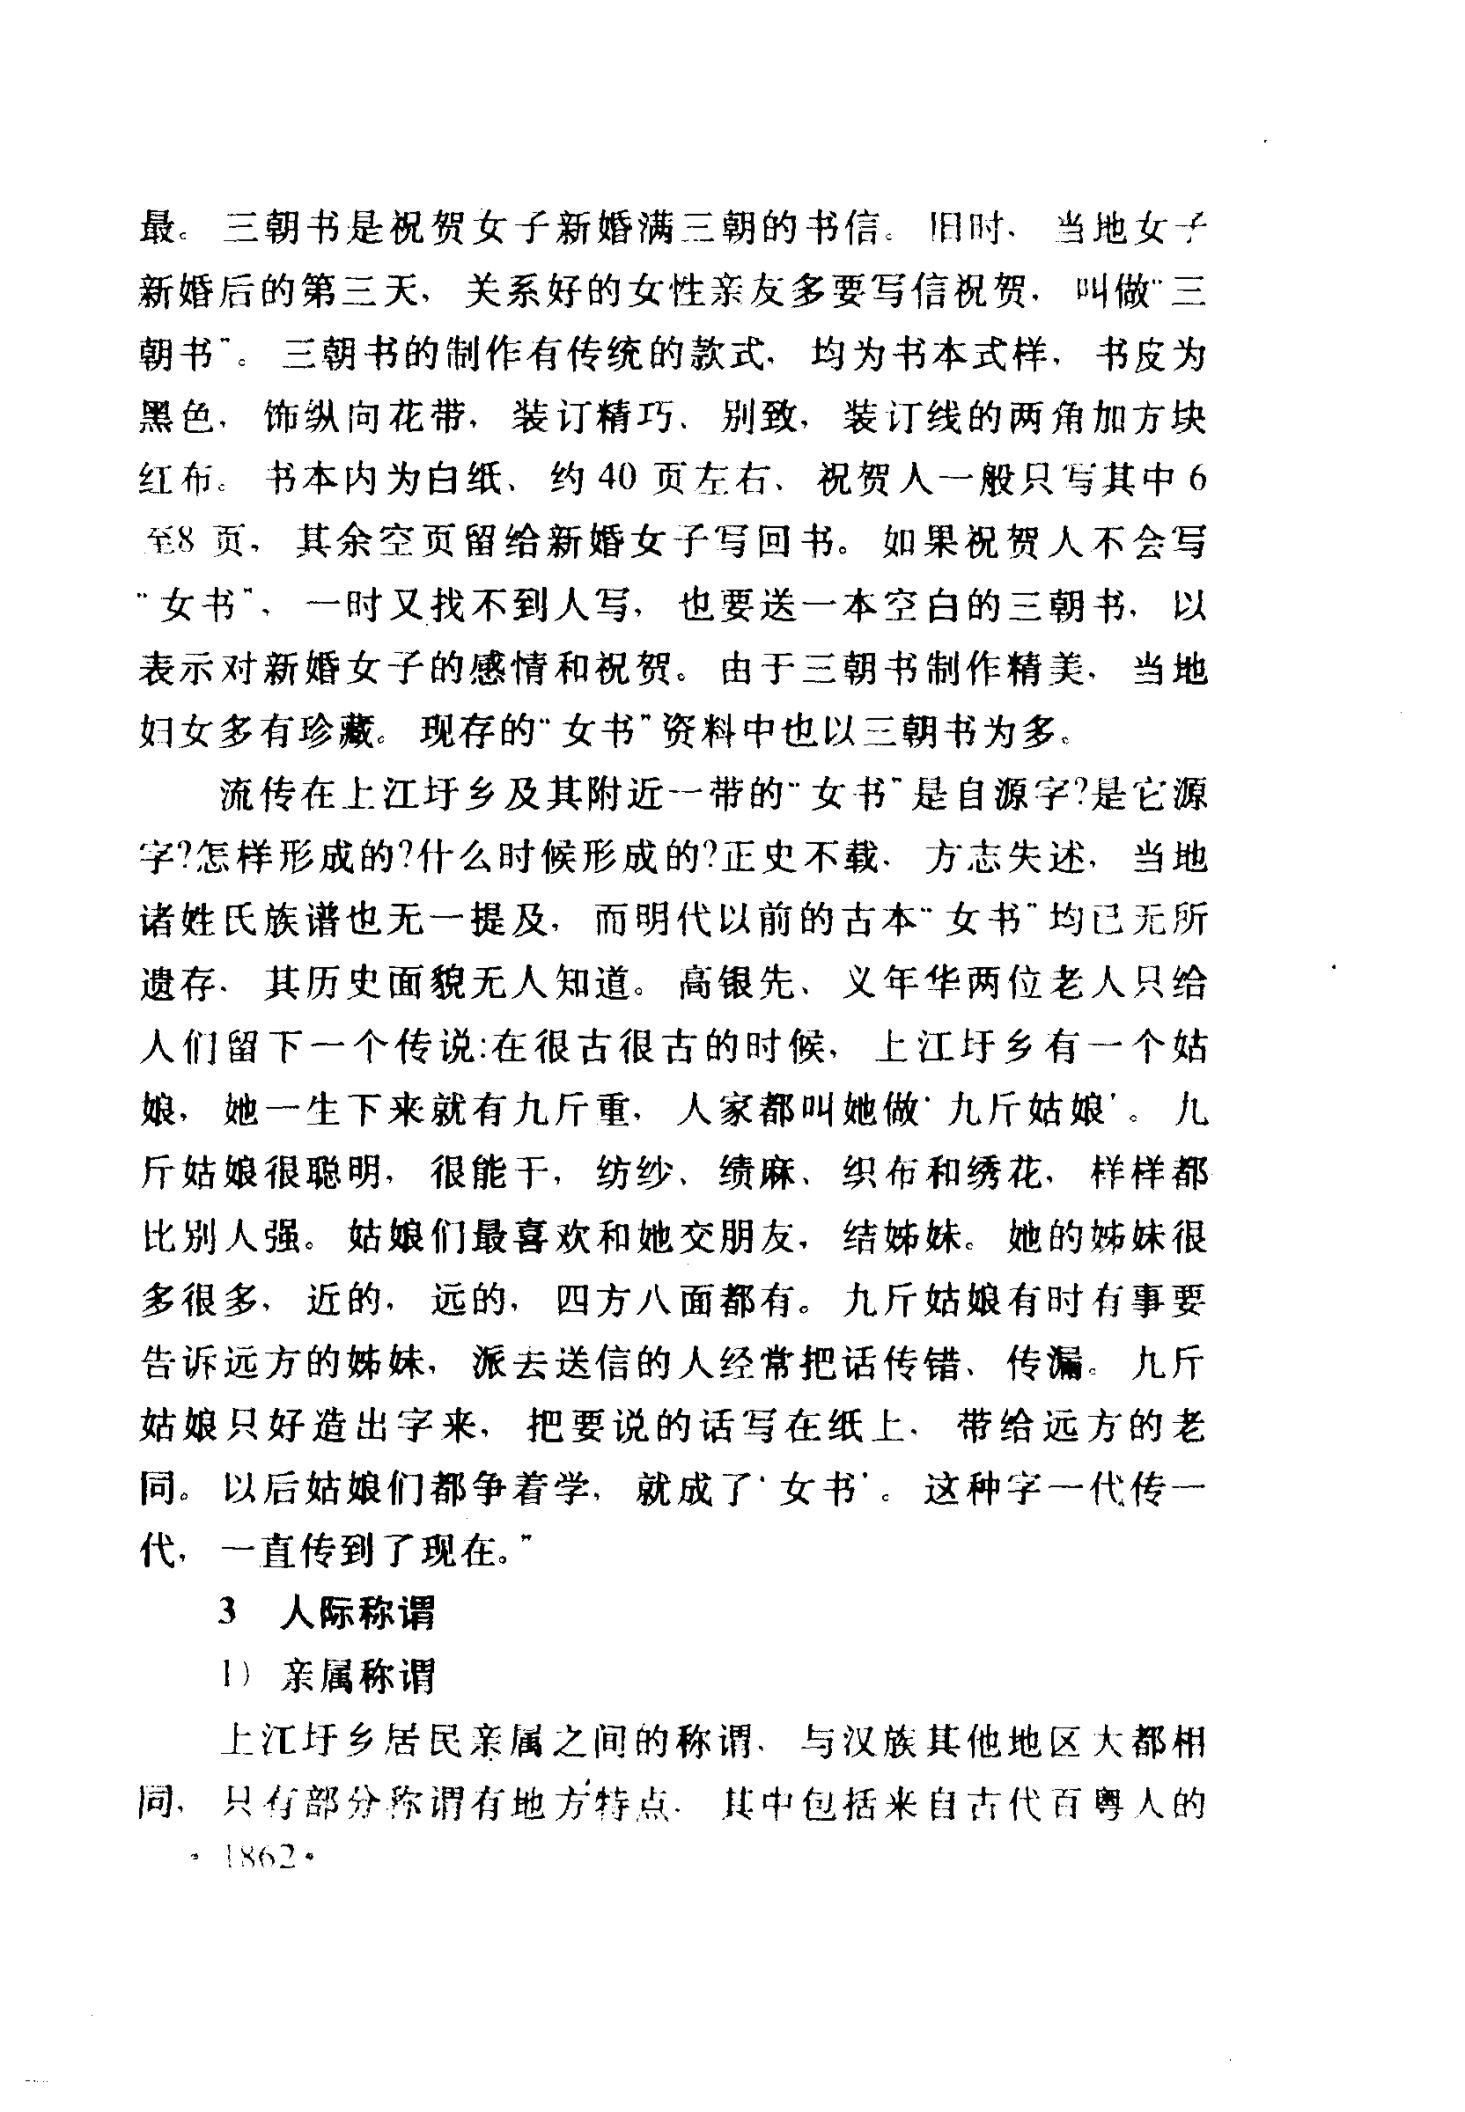 最。三朝书是祝贺女子新婚满三朝的书信。旧时，当地女子
新婚后的第三天，关系好的女性亲友多要写信祝贺，叫做“三
朝书”。三朝书的制作有传统的款式，均为书本式样，书皮为
黑色，饰纵向花带，装订精巧、别致，装订线的两角加方块
红布。书本内为白纸、约40页左右、祝贺人一般只写其中6
至8页，其余空页留给新婚女子写回书。如果祝贺人不会写
“女书”，一时又找不到人写，也要送一本空白的三朝书，以
表示对新婚女子的感情和祝贺。由于三朝书制作精美，当地
妇女多有珍藏。现存的“女书”资料中也以三朝书为多。
流传在上江圩乡及其附近一带的“女书”是自源字?是它源
字?怎样形成的?什么时候形成的?正史不载，方志失述，当地
诸姓氏族谱也无一提及，而明代以前的古本“女书”均已无所
遗存，其历史面貌无人知道。高银先、义年华两位老人只给
人们留下一个传说:在很古很古的时候，上江圩乡有一个姑
娘，她一生下来就有九斤重，人家都叫她做‘九斤姑娘’。九
斤姑娘很聪明，很能干，纺纱、绩麻、织布和绣花，样样都
比别人强。姑娘们最喜欢和她交朋友，结姊妹。她的姊妹很
多很多，近的，远的，四方八面都有。九斤姑娘有时有事要
告诉远方的姊妹，派去送信的人经常把话传错、传漏。九斤
姑娘只好造出字来，把要说的话写在纸上，带给远方的老
同。以后姑娘们都争着学，就成了‘女书’。这种字一代传一
代，一直传到了现在。”
3 人际称谓
1) 亲属称谓
上江圩乡居民亲属之间的称谓，与汉族其他地区大都相
同，只有部分称谓有地方特点，其中包括来自古代百粤人的
·1862·